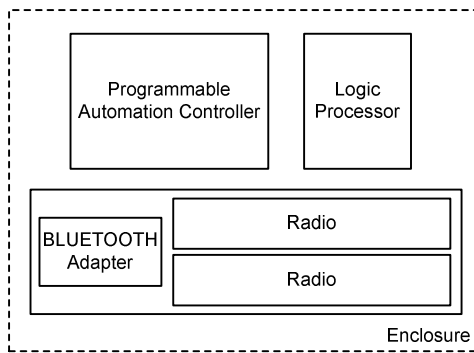 Programmable
Automation Controller
Logic
Processor
BLUETOOTH
Adapter
Radio
Radio
Enclosure